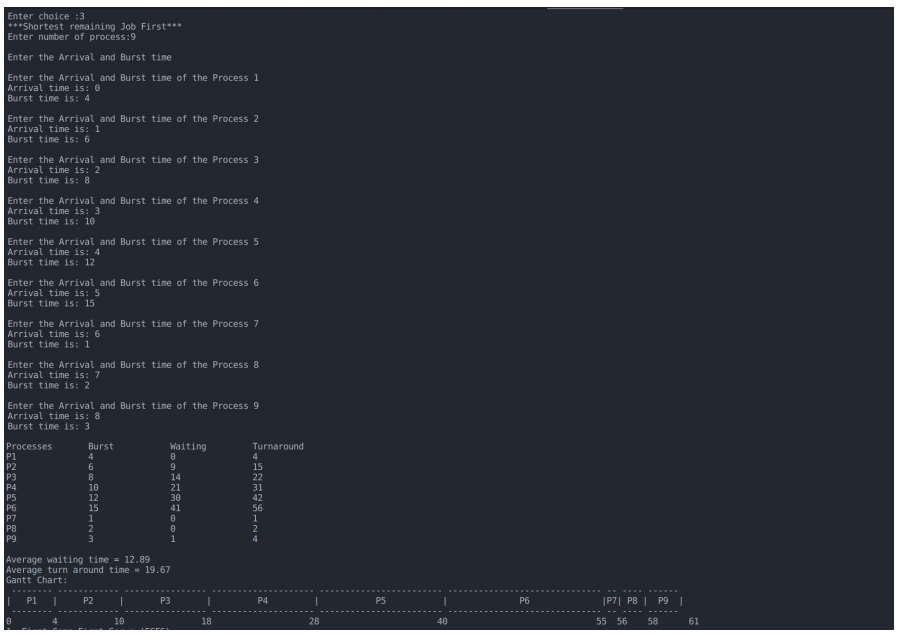 Enter choice :3
***Shortest remaining Job First***
Enter number of process:9
Enter the Arrival and Burst time
Enter the Arrival and Burst time of the Process 1
Arrival time is: 0
Burst time is: 4
Enter the Arrival and Burst time of the Process 2
Arrival time is: 1
Burst time is: 6
Enter the Arrival and Burst time of the Process 3
Arrival time is: 2
Burst time is: 8
Enter the Arrival and Burst time of the Process 4
Arrival time is: 3
Burst time is: 10
Enter the Arrival and Burst time of the Process 5
Arrival time is: 4
Burst time is: 12
Enter the Arrival and Burst time of the Process 6
Arrival time is: 5
Burst time is: 15
Enter the Arrival and Burst time of the Process 7
Arrival time is: 6
Burst time is: 1
Enter the Arrival and Burst time of the Process 8
Arrival time is: 7
Burst time is: 2
Enter the Arrival and Burst time of the Process 9
Arrival time is: 8
Burst time is: 3
Processes Burst Waiting Turnaround
P1 4 0 4
P2 6 9 15
P3 8 14 22
P4 10 21 31
P5 12 30 42
P6 15 41 56
P7 1 0 1
P8 2 0 2
P9 3 1 4
Average waiting time = 12.89
Average turn around time = 19.67
Gantt Chart:
| P1 | P2 | P3 | P4 | P5 | P6 |P7| P8 | P9 |
0 4 10 18 28 40 55 56 58 61